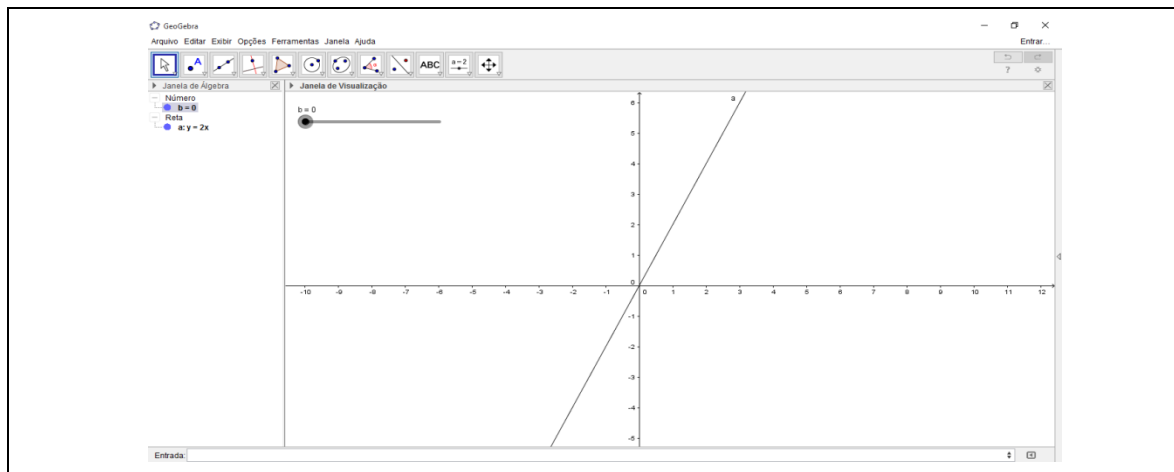 GeoGebra
Arquivo Editar Exibir Opções Ferramentas Janela Ajuda
Entrar...
ABC
a=2
Janela de Álgebra
Janela de Visualização
Número
b = 0
Reta
a: y = 2x
b = 0
a
6
5
4
3
2
1
0
-10 -9 -8 -7 -6 -5 -4 -3 -2 -1 0 1 2 3 4 5 6 7 8 9 10 11 12
-1
-2
-3
-4
-5
Entrada: